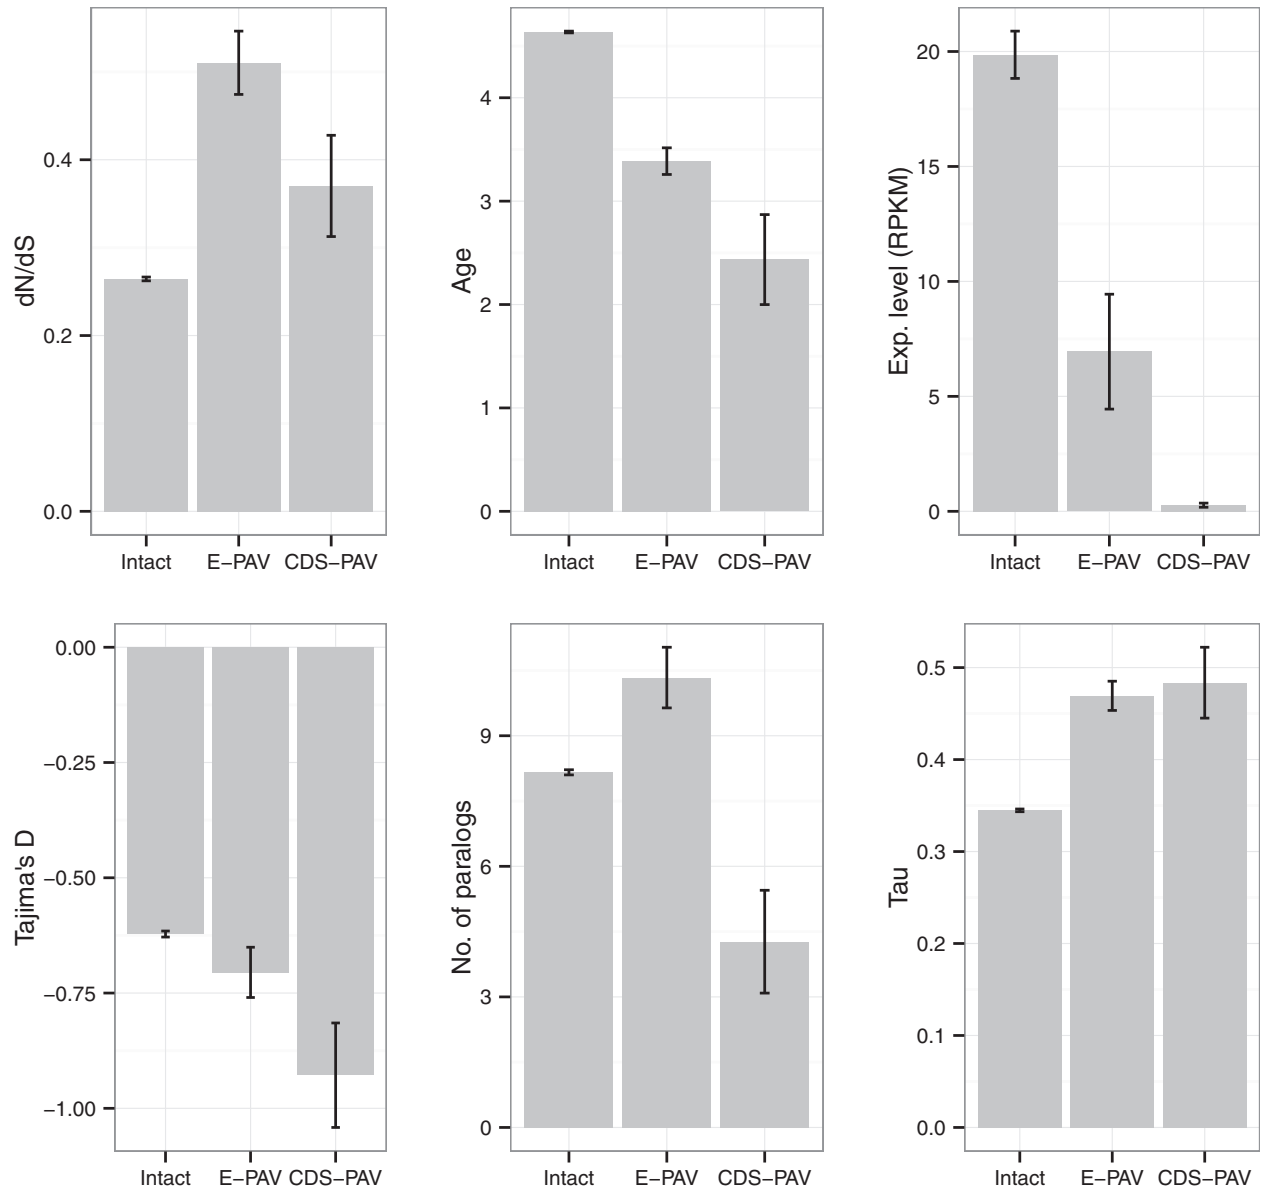 dN/dS
0.4
0.2
0.0
Intact E–PAV CDS–PAV
Age
4
3
2
1
0
Intact E–PAV CDS–PAV
Exp. level (RPKM)
20
15
10
5
0
Intact E–PAV CDS–PAV
Tajima's D
0.00
−0.25
−0.50
−0.75
−1.00
Intact E–PAV CDS–PAV
No. of paralogs
9
6
3
0
Intact E–PAV CDS–PAV
Tau
0.5
0.4
0.3
0.2
0.1
0.0
Intact E–PAV CDS–PAV